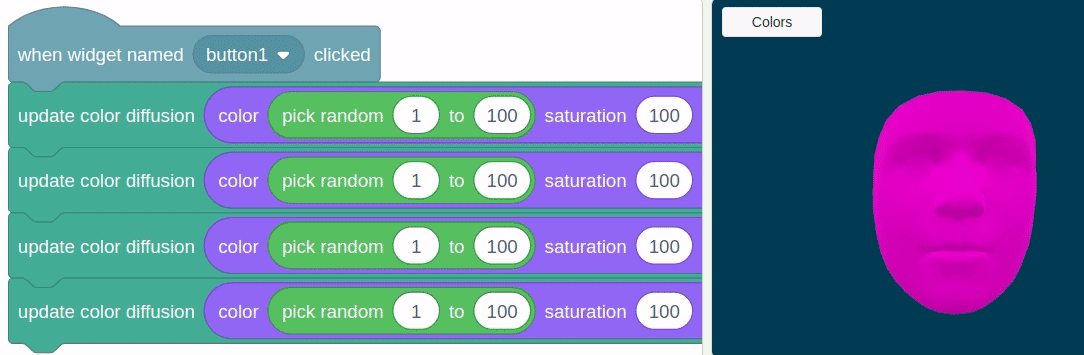 when widget named button1 clicked
Colors
update color diffusion color pick random 1 to 100 saturation 100
update color diffusion color pick random 1 to 100 saturation 100
update color diffusion color pick random 1 to 100 saturation 100
update color diffusion color pick random 1 to 100 saturation 100